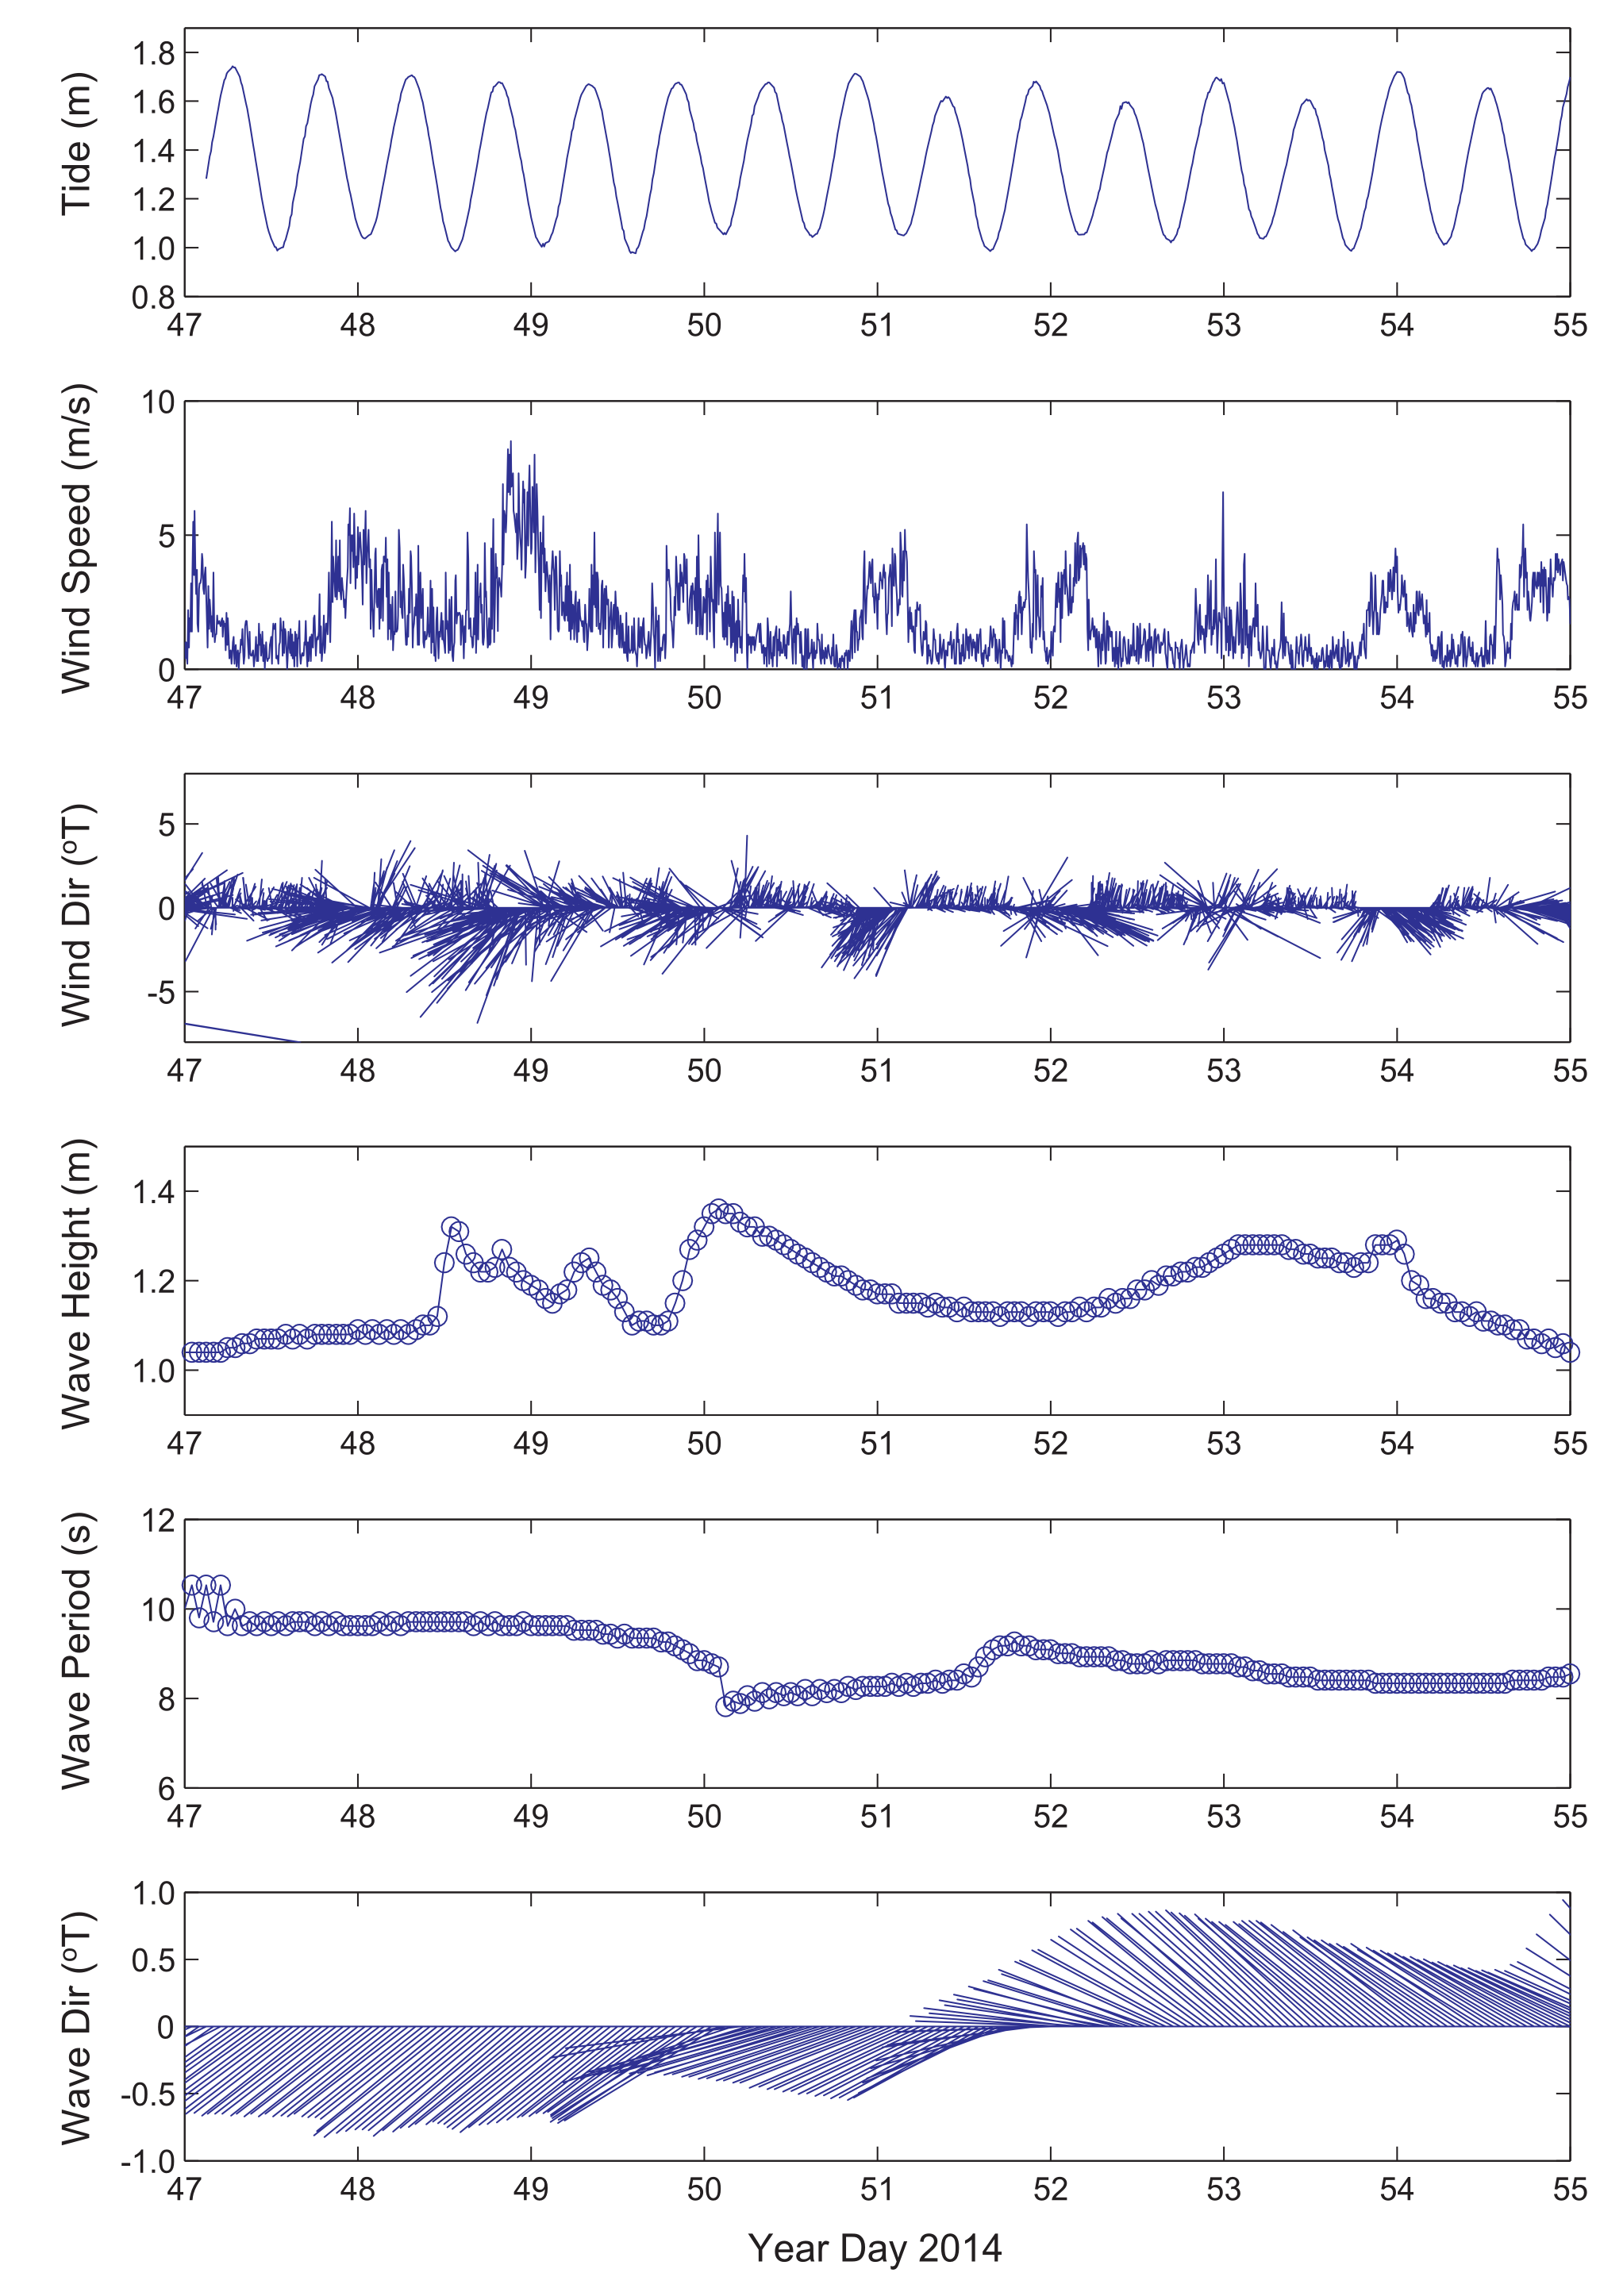 Tide (m)
1.8
1.6
1.4
1.2
1.0
0.8
47 48 49 50 51 52 53 54 55
Wind Speed (m/s)
10
5
0
47 48 49 50 51 52 53 54 55
Wind Dir (ºT)
5
0
-5
47 48 49 50 51 52 53 54 55
Wave Height (m)
1.4
1.2
1.0
47 48 49 50 51 52 53 54 55
Wave Period (s)
12
10
8
6
47 48 49 50 51 52 53 54 55
Wave Dir (ºT)
1.0
0.5
0
-0.5
-1.0
47 48 49 50 51 52 53 54 55
Year Day 2014